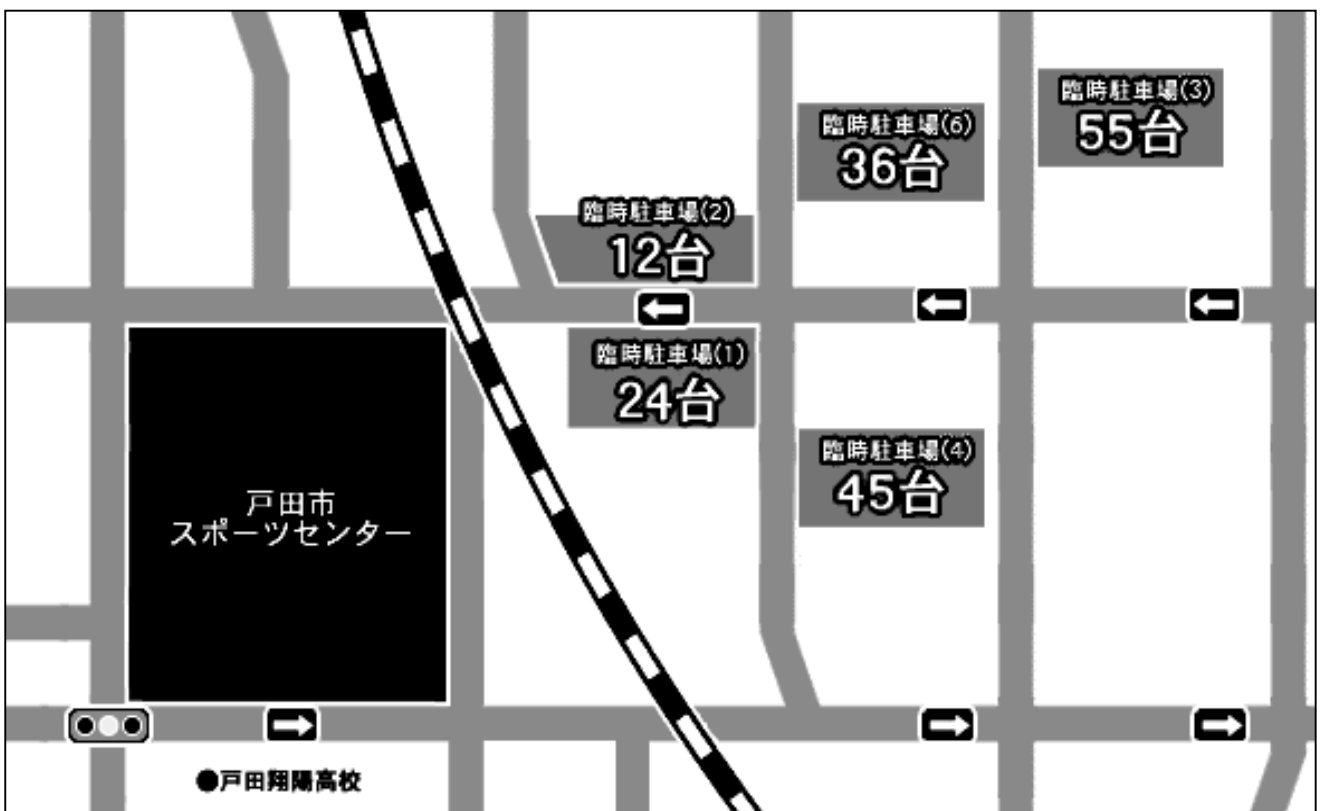 臨時駐車場(3)
55台
臨時駐車場(6)
36台
臨時駐車場(2)
12台
臨時駐車場(1)
24台
臨時駐車場(4)
45台
戸田市
スポーツセンター
●戸田翔陽高校